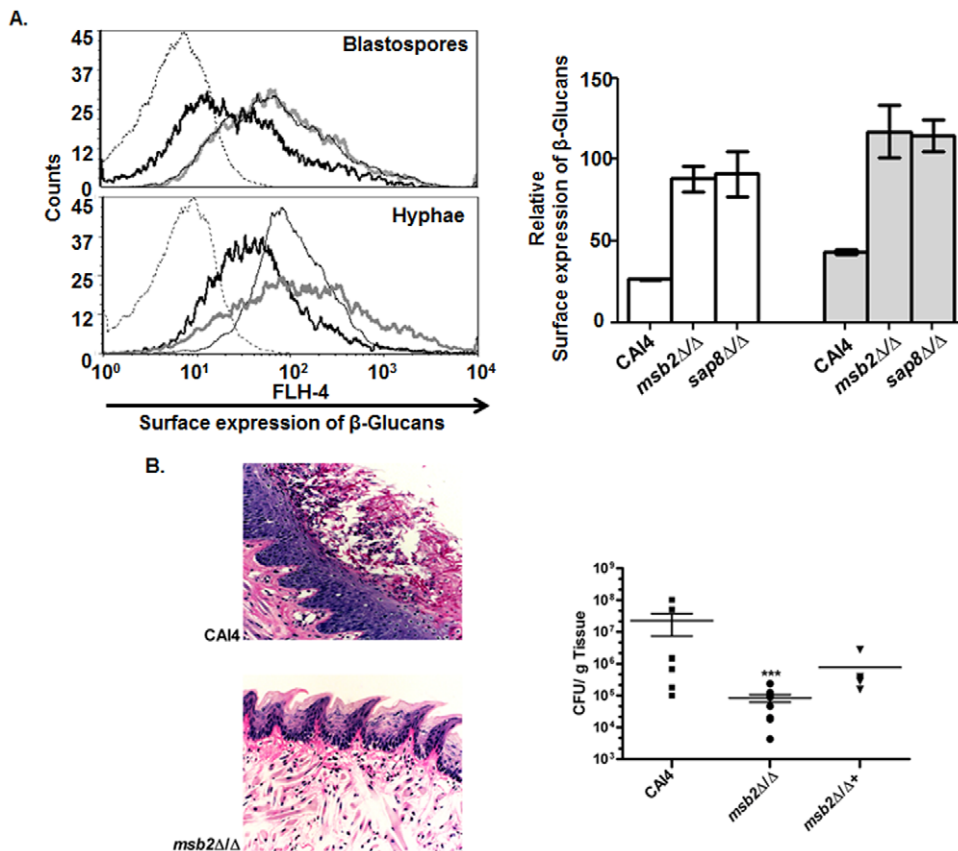 A.
Blastospores
45
37
25
12
0
Counts
Hyphae
45
37
25
12
0
10⁰ 10¹ 10² 10³ 10⁴
FLH-4
Surface expression of β-Glucans
Relative
Surface expression of β-Glucans
150
100
50
0
CAI4
msb2Δ/Δ
sap8Δ/Δ
CAI4
msb2Δ/Δ
sap8Δ/Δ
B.
CAI4
msb2Δ/Δ
CFU/ g Tissue
10⁹
10⁸
10⁷
10⁶
10⁵
10⁴
10³
***
CAI4
msb2Δ/Δ
msb2Δ/Δ+